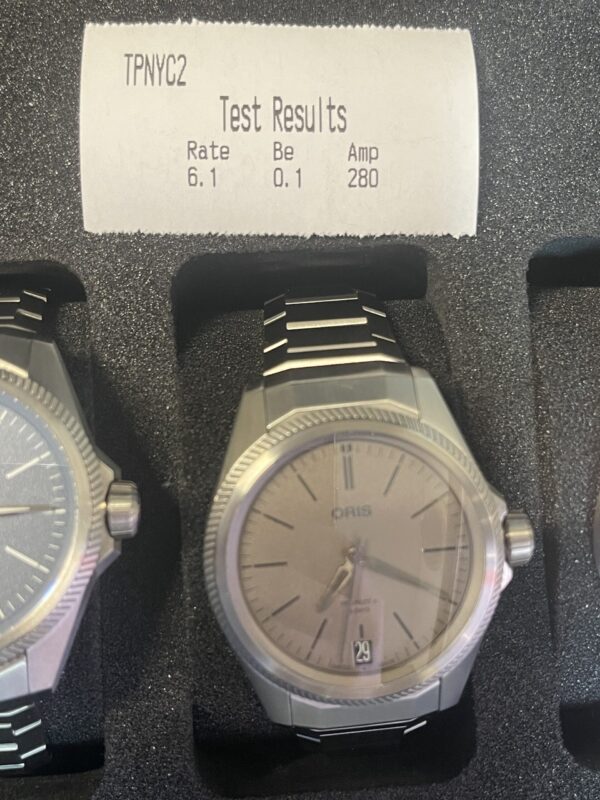 TPNYC2
Test Results
Rate Be Amp
6.1 0.1 280
ORIS
29